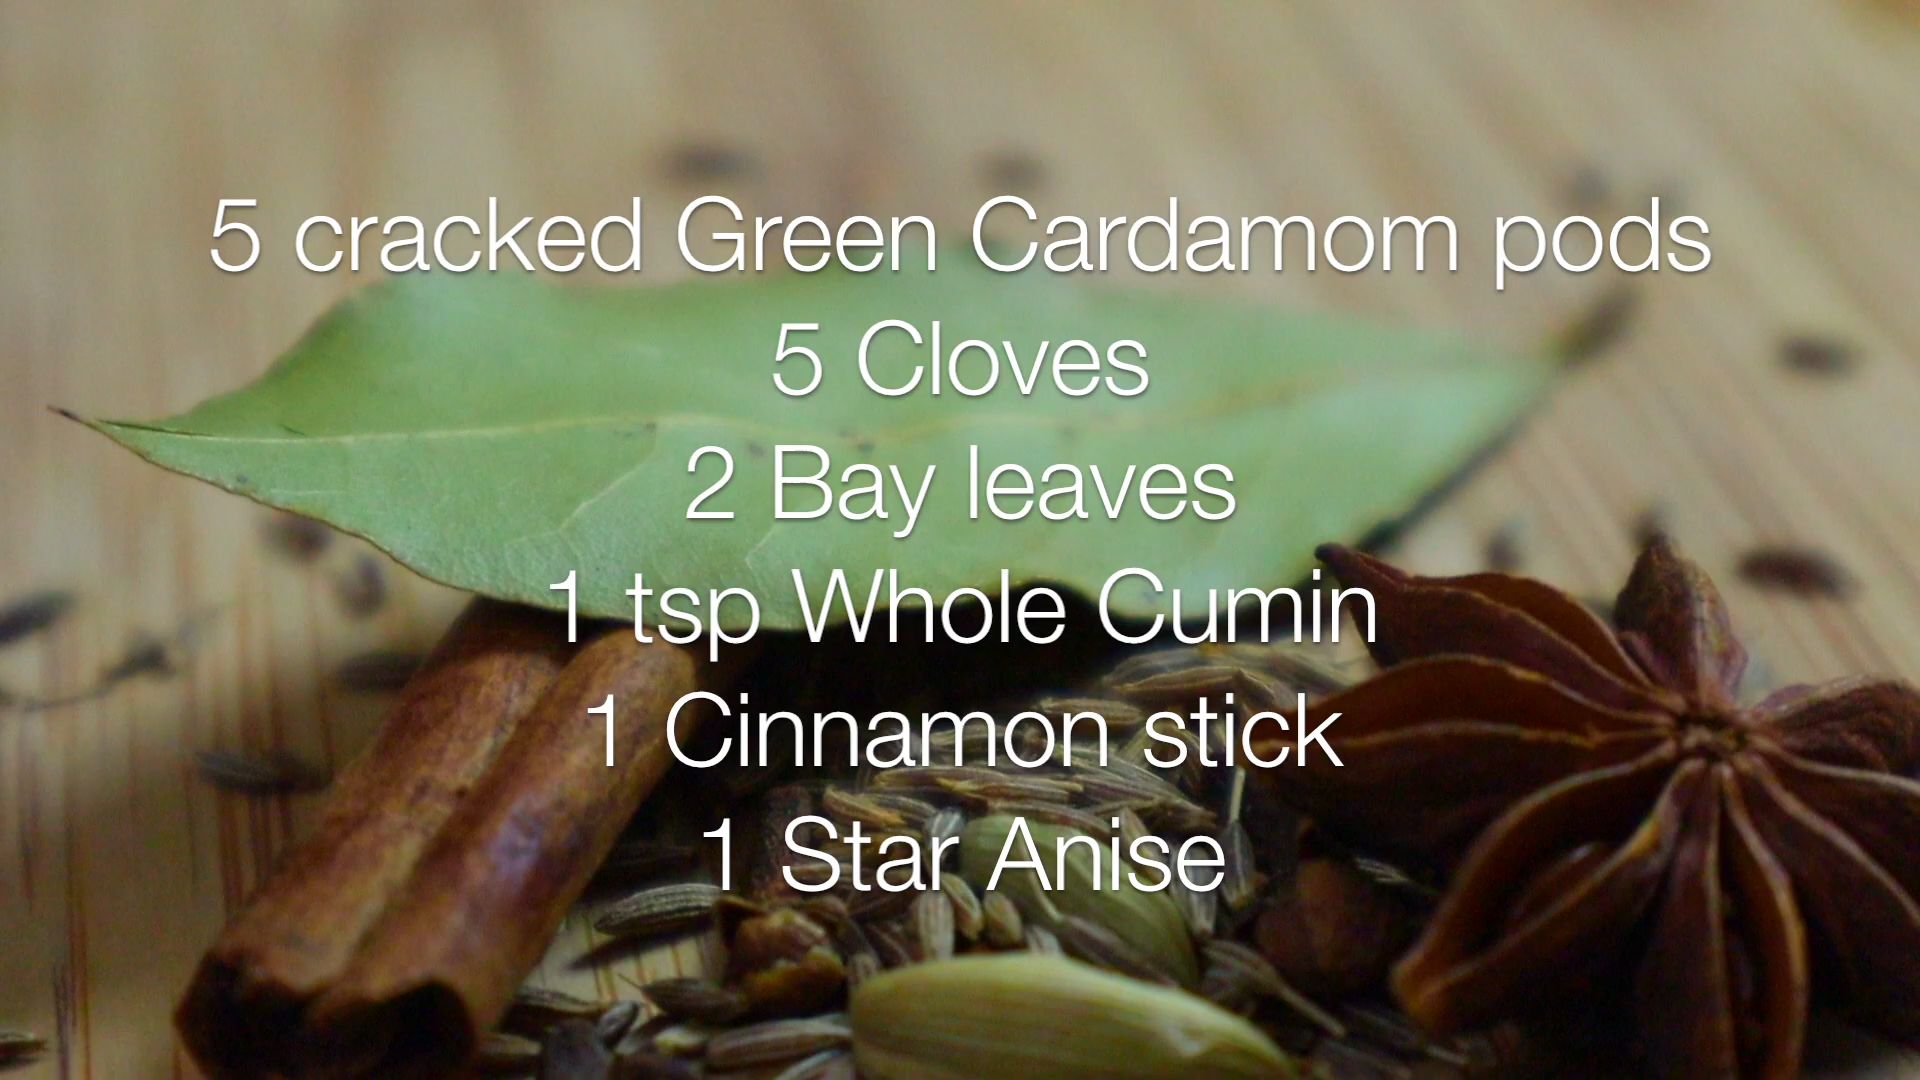 5 cracked Green Cardamom pods
5 Cloves
2 Bay leaves
1 tsp Whole Cumin
1 Cinnamon stick
1 Star Anise